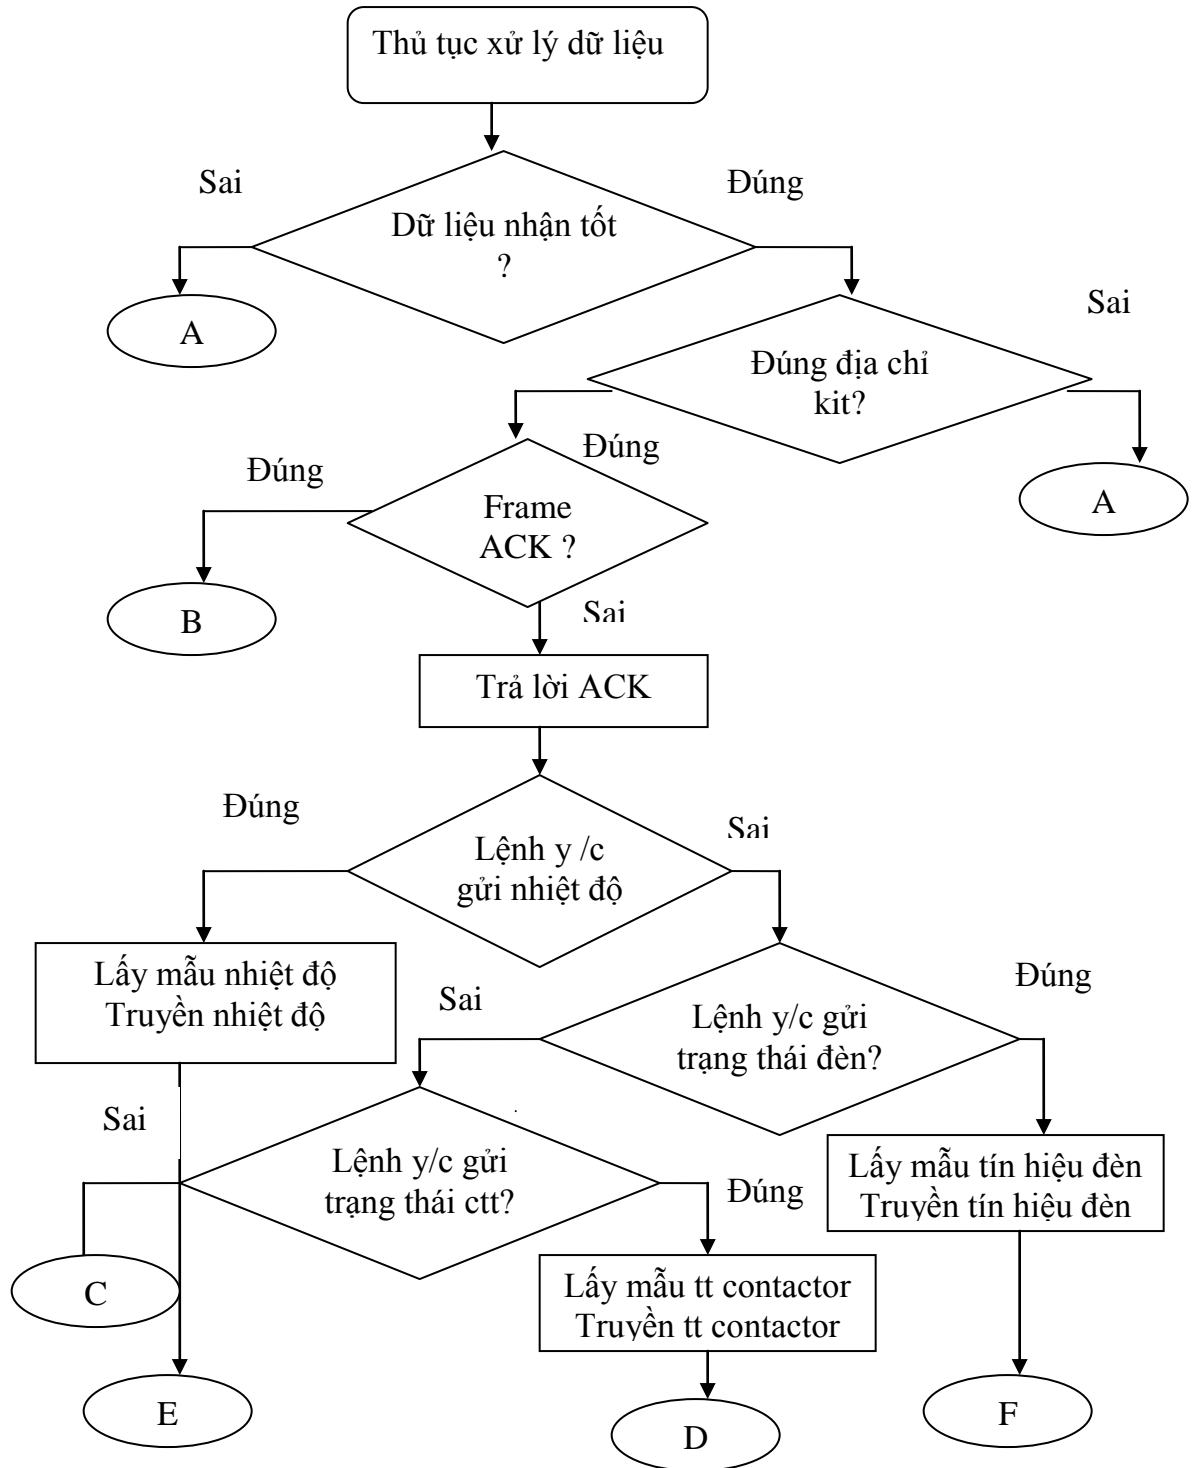 Thủ tục xử lý dữ liệu
Sai
Đúng
Dữ liệu nhận tốt
?
A
Sai
Đúng địa chỉ
kit?
Đúng
Đúng
Frame
ACK ?
A
B
Sai
Trả lời ACK
Đúng
Sai
Lệnh y /c
gửi nhiệt độ
Lấy mẫu nhiệt độ
Truyền nhiệt độ
Sai
Đúng
Lệnh y/c gửi
trạng thái đèn?
Sai
Lệnh y/c gửi
trạng thái ctt?
Đúng
Lấy mẫu tín hiệu đèn
Truyền tín hiệu đèn
C
Lấy mẫu tt contactor
Truyền tt contactor
E
D
F